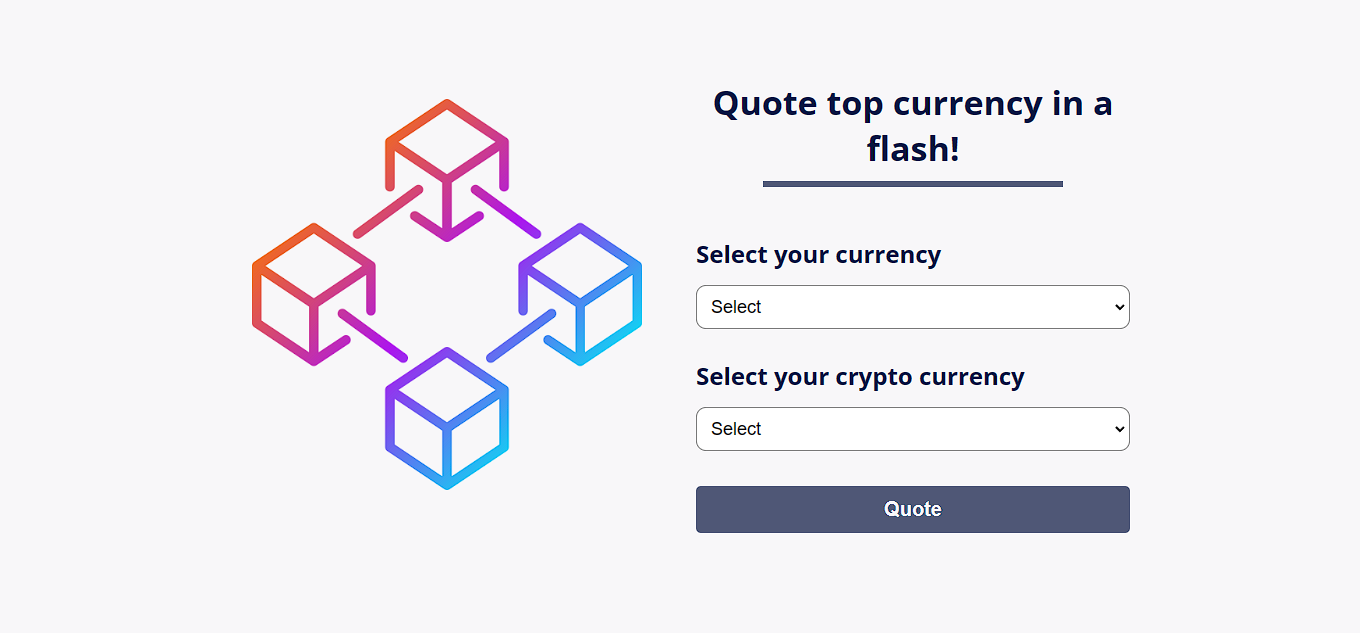 Quote top currency in a
flash!
Select your currency
Select
Select your crypto currency
Select
Quote